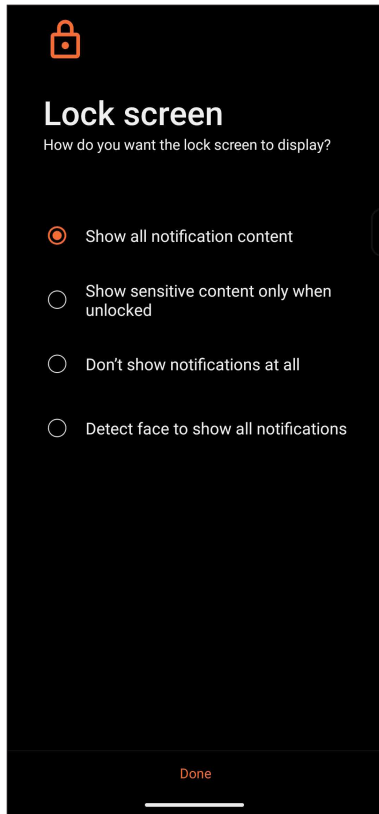 Lock screen
How do you want the lock screen to display?
Show all notification content
Show sensitive content only when
unlocked
Don’t show notifications at all
Detect face to show all notifications
Done